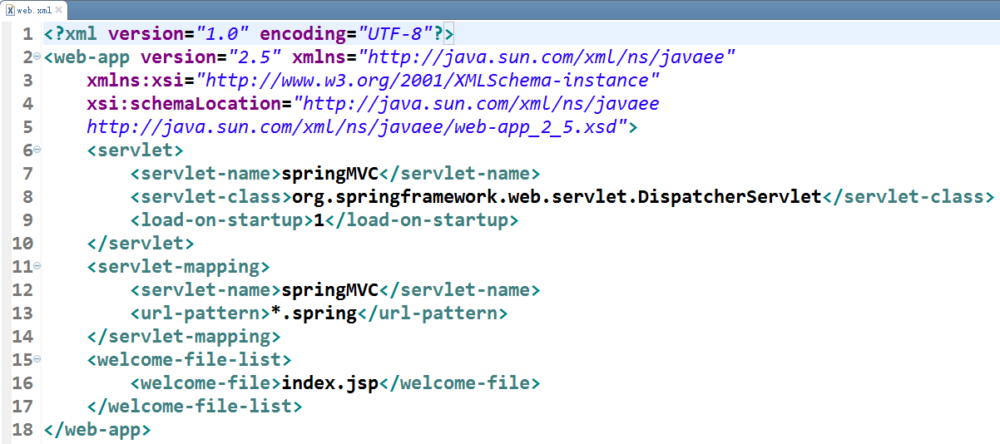 web.xml
1 <?xml version="1.0" encoding="UTF-8"?>
2 <web-app version="2.5" xmlns="http://java.sun.com/xml/ns/javaee"
3 xmlns:xsi="http://www.w3.org/2001/XMLSchema-instance"
4 xsi:schemaLocation="http://java.sun.com/xml/ns/javaee
5 http://java.sun.com/xml/ns/javaee/web-app_2_5.xsd">
6 <servlet>
7 <servlet-name>springMVC</servlet-name>
8 <servlet-class>org.springframework.web.servlet.DispatcherServlet</servlet-class>
9 <load-on-startup>1</load-on-startup>
10 </servlet>
11 <servlet-mapping>
12 <servlet-name>springMVC</servlet-name>
13 <url-pattern>*.spring</url-pattern>
14 </servlet-mapping>
15 <welcome-file-list>
16 <welcome-file>index.jsp</welcome-file>
17 </welcome-file-list>
18 </web-app>